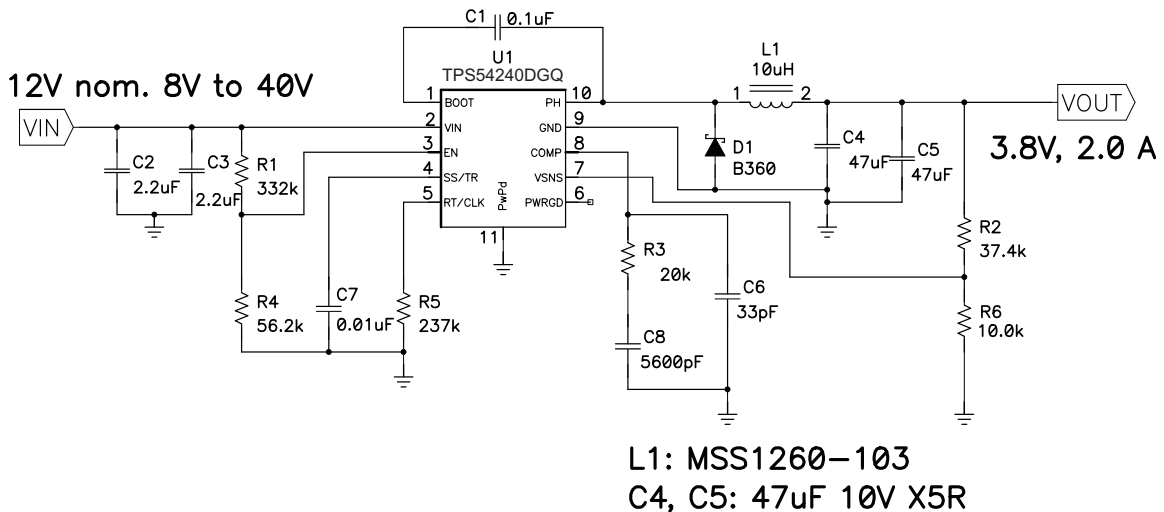 C1
0.1uF
U1
TPS54240DGQ
12V nom. 8V to 40V
VIN
1
BOOT
PH
10
2
VIN
GND
9
3
EN
COMP
8
4
SS/TR
VSNS
7
5
RT/CLK
PWRGD
6
PwPd
11
L1
10uH
1
2
VOUT
3.8V, 2.0 A
D1
B360
C4
47uF
C5
47uF
C2
2.2uF
C3
2.2uF
R1
332k
R2
37.4k
R3
20k
C6
33pF
R4
56.2k
C7
0.01uF
R5
237k
C8
5600pF
R6
10.0k
L1: MSS1260-103
C4, C5: 47uF 10V X5R